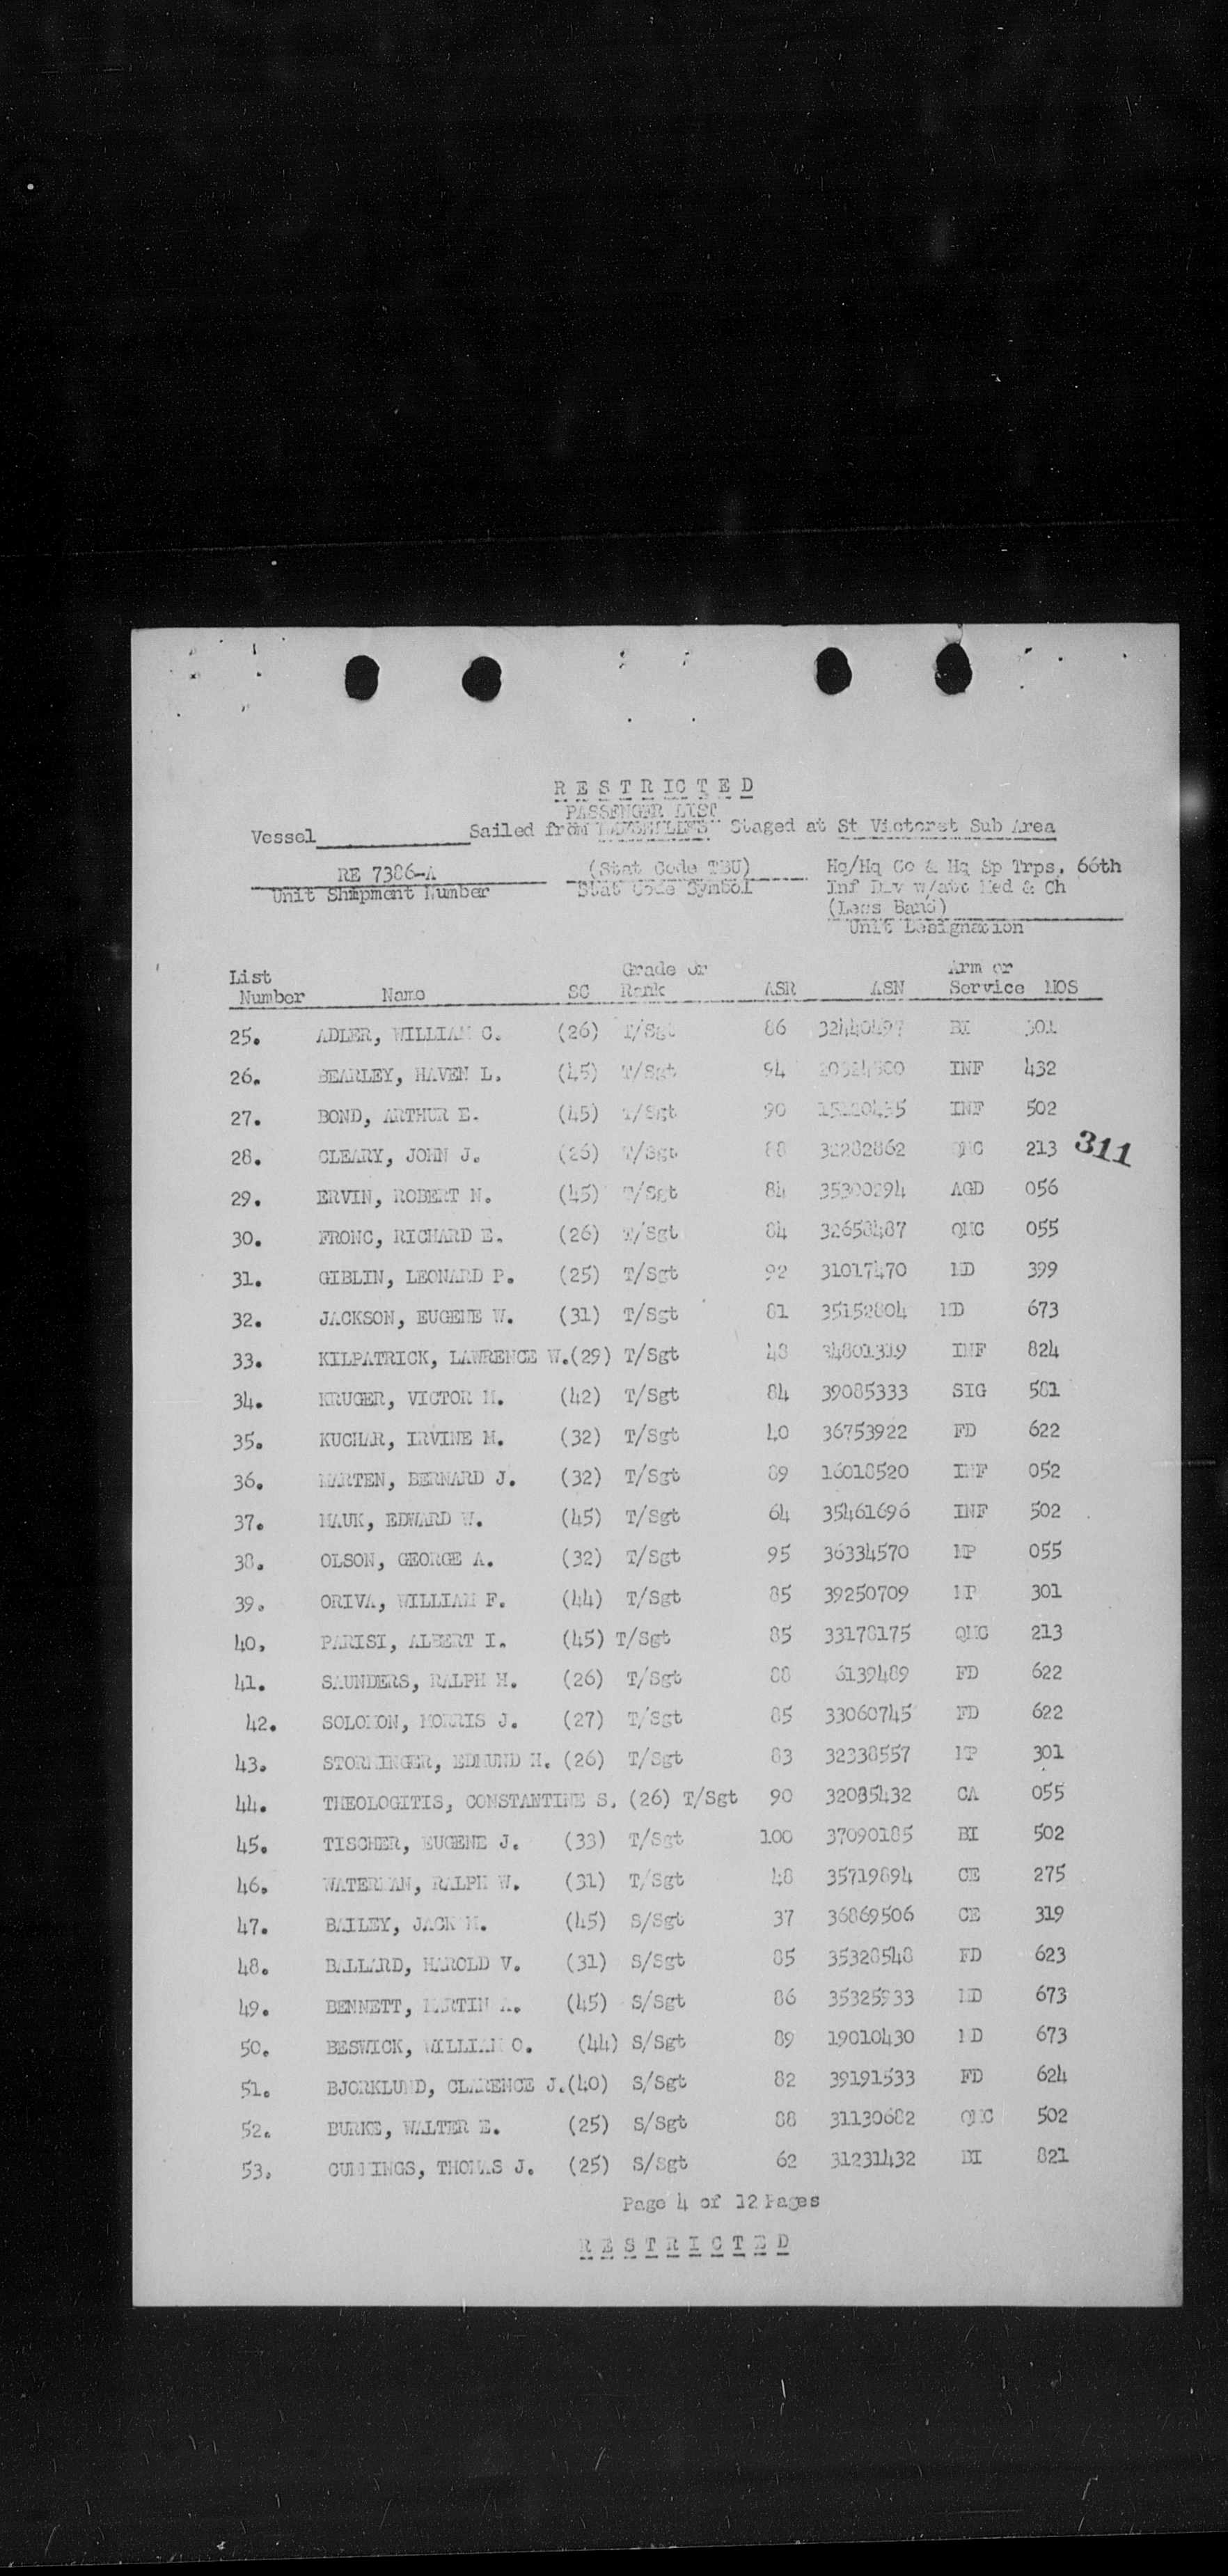 R E S T R I C T E D
PASSENGER LIST
Vessel Sailed from MARSEILLES Staged at St Victoret Sub Area
RE 7386-A (Stat Code TBU) Hq/Hq Co & Hq Sp Trps, 66th
Unit Shipment Number Stat Code Symbol Inf Div w/atc Med & Ch
(Less Band)
Unit Designation
List Number Name SC Grade or Rank ASR ASN Arm or Service MOS
25. ADLER, WILLIAM C. (26) T/Sgt 86 32440497 BI 301
26. BEARLEY, HAVEN L. (45) T/Sgt 94 INF 432
27. BOND, ARTHUR E. (45) T/Sgt 90 INF 502
28. CLEARY, JOHN J. (26) T/Sgt 88 32282862 QMC 213 311
29. ERVIN, ROBERT N. (45) T/Sgt 84 35300294 AGD 056
30. FRONC, RICHARD E. (26) T/Sgt 84 32658487 QMC 055
31. GIBLIN, LEONARD P. (25) T/Sgt 92 31017470 MD 399
32. JACKSON, EUGENE W. (31) T/Sgt 81 35152804 MD 673
33. KILPATRICK, LAWRENCE W.(29) T/Sgt 48 34801319 INF 824
34. KRUGER, VICTOR M. (42) T/Sgt 84 39085333 SIG 581
35. KUCHAR, IRVINE M. (32) T/Sgt 40 36753922 FD 622
36. MARTEN, BERNARD J. (32) T/Sgt 89 16018520 INF 052
37. MAUK, EDWARD W. (45) T/Sgt 64 35461696 INF 502
38. OLSON, GEORGE A. (32) T/Sgt 95 36334570 MP 055
39. ORIVA, WILLIAM F. (44) T/Sgt 85 39250709 MP 301
40. PARISI, ALBERT I. (45) T/Sgt 85 33178175 QMC 213
41. SAUNDERS, RALPH H. (26) T/Sgt 88 6139489 FD 622
42. SOLOMON, MORRIS J. (27) T/Sgt 85 33060745 FD 622
43. STORMINGER, EDMUND H. (26) T/Sgt 83 32338557 MP 301
44. THEOLOGITIS, CONSTANTINE S. (26) T/Sgt 90 32085432 CA 055
45. TISCHER, EUGENE J. (33) T/Sgt 100 37090185 BI 502
46. WATERMAN, RALPH W. (31) T/Sgt 48 35719894 CE 275
47. BAILEY, JACK M. (45) S/Sgt 37 36869506 CE 319
48. BALLARD, HAROLD V. (31) S/Sgt 85 35328548 FD 623
49. BENNETT, MARTIN A. (45) S/Sgt 86 35325933 MD 673
50. BESWICK, WILLIAM O. (44) S/Sgt 89 19010430 MD 673
51. BJORKLUND, CLARENCE J.(40) S/Sgt 82 39191533 FD 624
52. BURKE, WALTER E. (25) S/Sgt 88 31130682 QMC 502
53. CUMMINGS, THOMAS J. (25) S/Sgt 62 31231432 BI 821
Page 4 of 12 Pages
R E S T R I C T E D